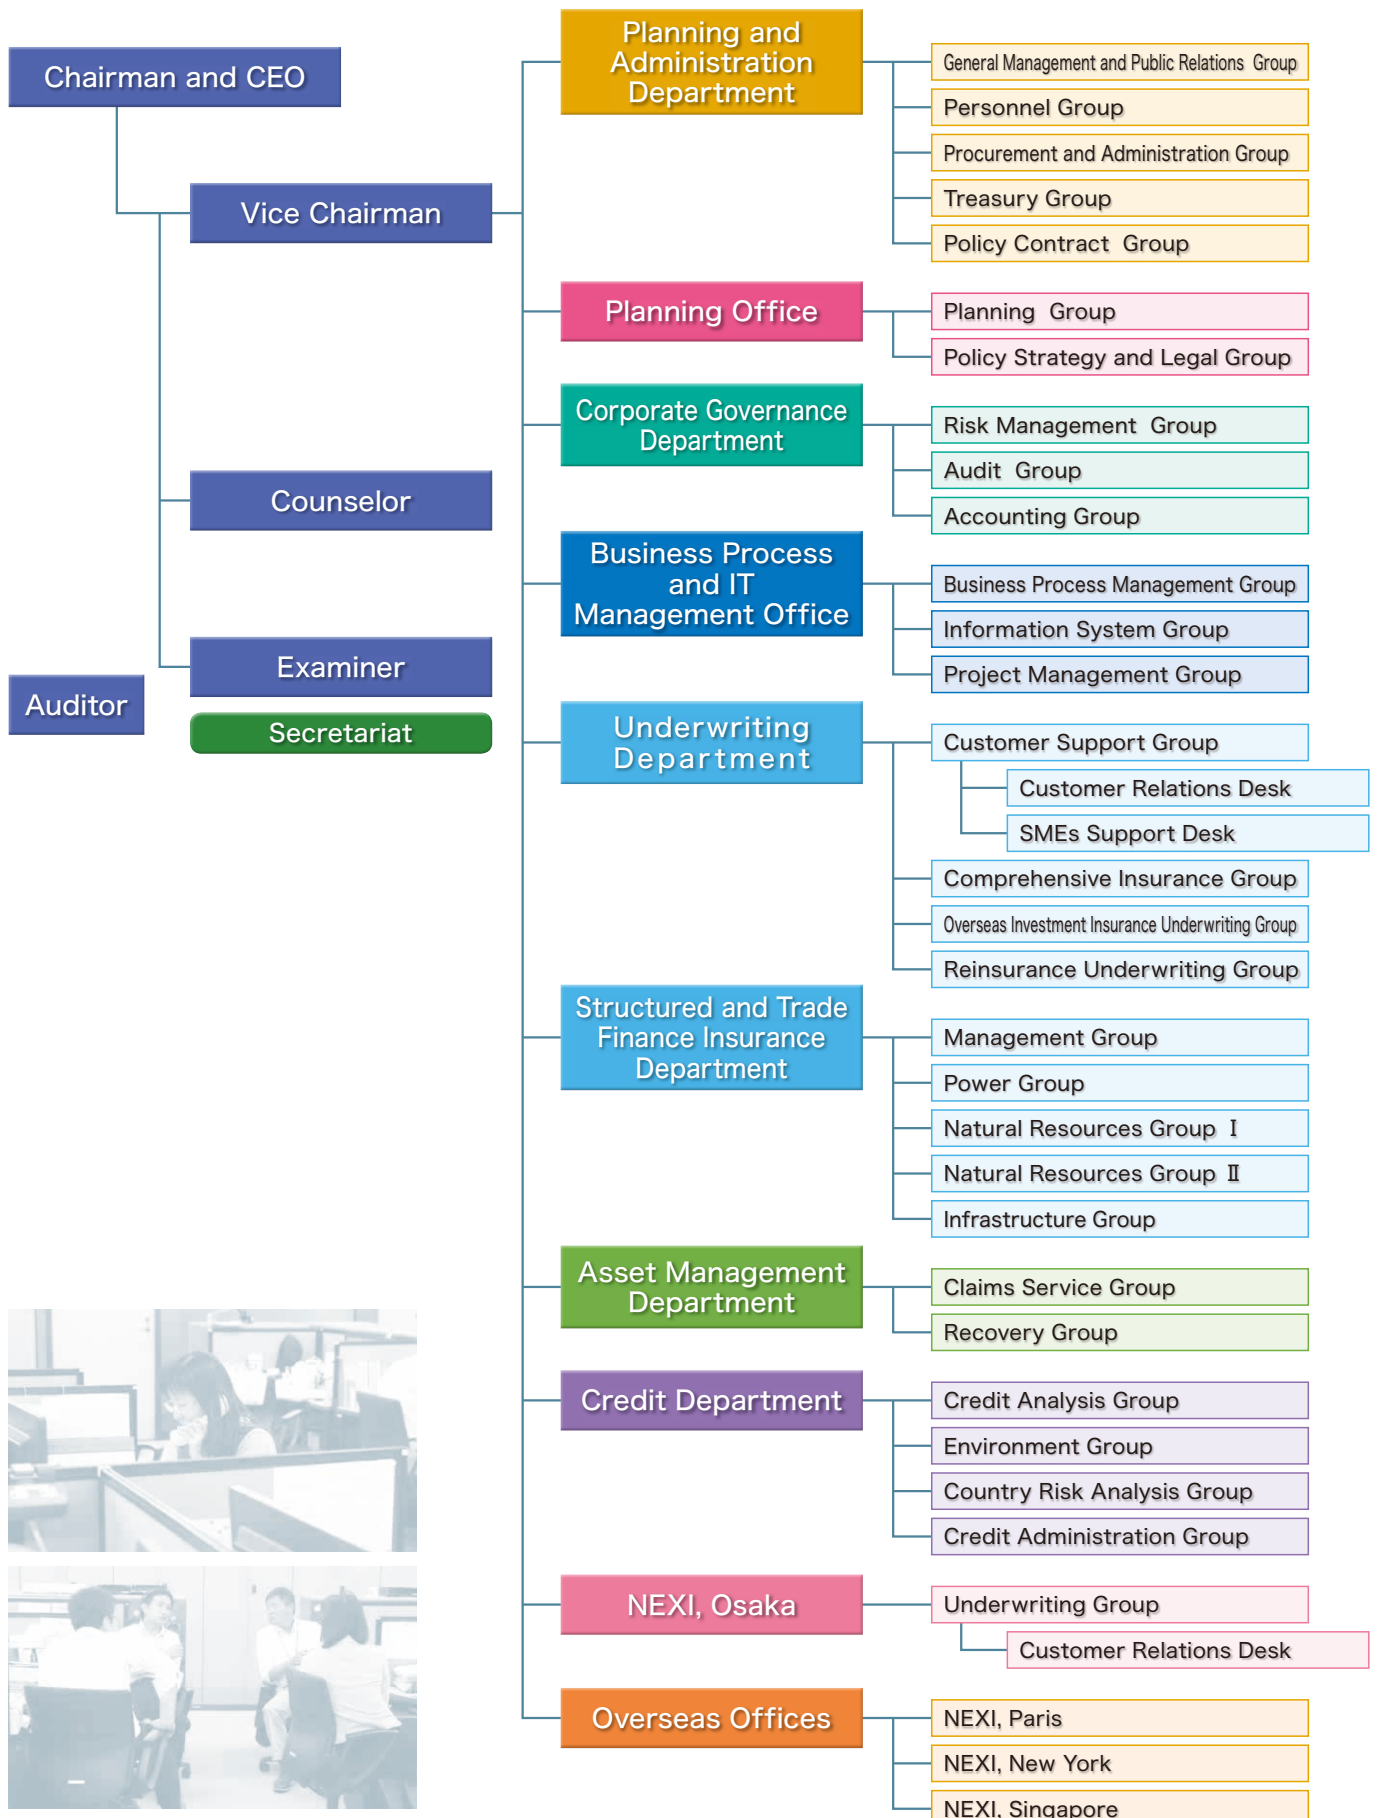 Chairman and CEO
Vice Chairman
Counselor
Examiner
Auditor
Secretariat
Planning and
Administration
Department
General Management and Public Relations Group
Personnel Group
Procurement and Administration Group
Treasury Group
Policy Contract Group
Planning Office
Planning Group
Policy Strategy and Legal Group
Corporate Governance
Department
Risk Management Group
Audit Group
Accounting Group
Business Process
and IT
Management Office
Business Process Management Group
Information System Group
Project Management Group
Underwriting
Department
Customer Support Group
Customer Relations Desk
SMEs Support Desk
Comprehensive Insurance Group
Overseas Investment Insurance Underwriting Group
Reinsurance Underwriting Group
Structured and Trade
Finance Insurance
Department
Management Group
Power Group
Natural Resources Group Ⅰ
Natural Resources Group Ⅱ
Infrastructure Group
Asset Management
Department
Claims Service Group
Recovery Group
Credit Department
Credit Analysis Group
Environment Group
Country Risk Analysis Group
Credit Administration Group
NEXI, Osaka
Underwriting Group
Customer Relations Desk
Overseas Offices
NEXI, Paris
NEXI, New York
NEXI, Singapore